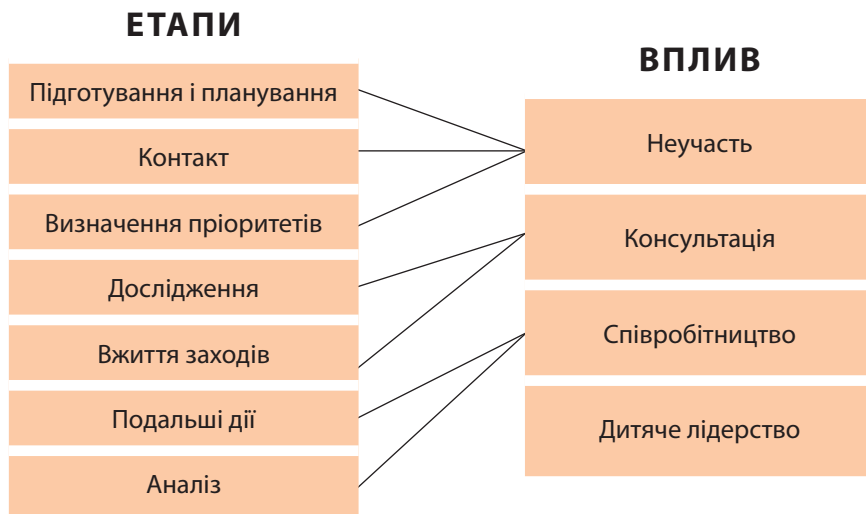 ЕТАПИ
Підготування і планування
Контакт
Визначення пріоритетів
Дослідження
Вжиття заходів
Подальші дії
Аналіз
ВПЛИВ
Неучасть
Консультація
Співробітництво
Дитяче лідерство